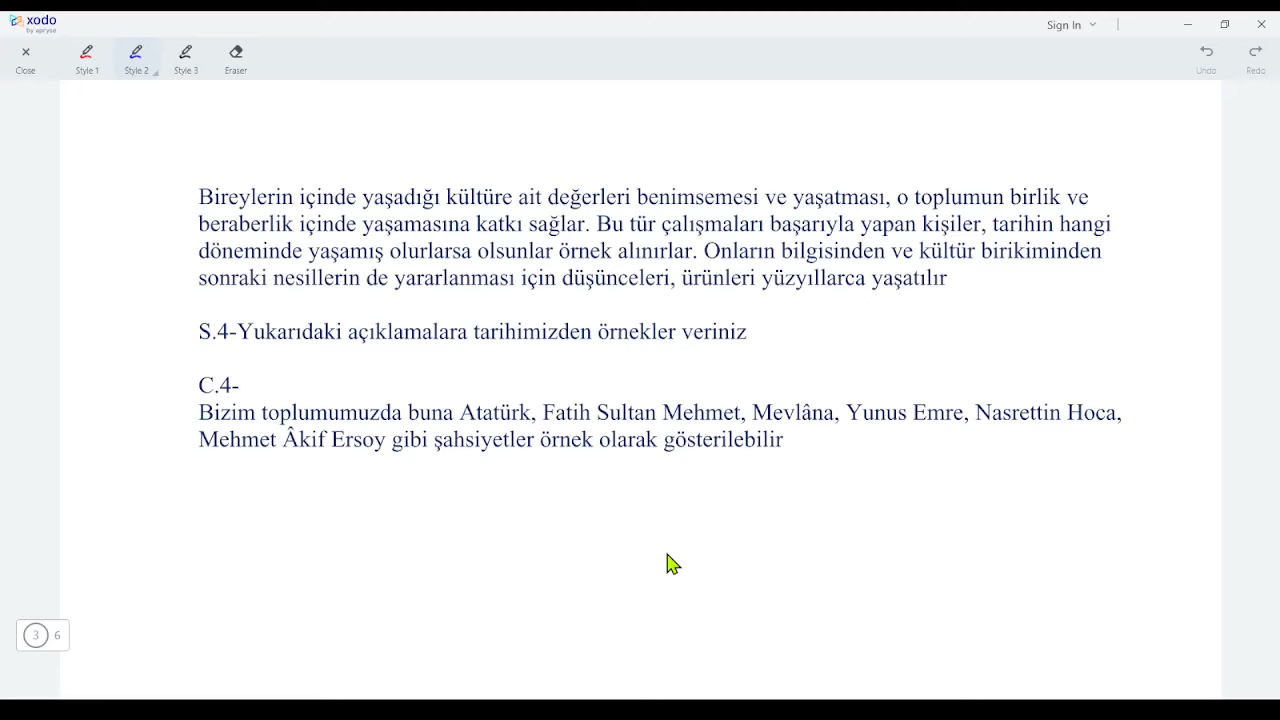 xodo
by apryse
Sign In
Close
Style 1
Style 2
Style 3
Eraser
Undo
Redo
Bireylerin içinde yaşadığı kültüre ait değerleri benimsemesi ve yaşatması, o toplumun birlik ve
beraberlik içinde yaşamasına katkı sağlar. Bu tür çalışmaları başarıyla yapan kişiler, tarihin hangi
döneminde yaşamış olurlarsa olsunlar örnek alınırlar. Onların bilgisinden ve kültür birikiminden
sonraki nesillerin de yararlanması için düşünceleri, ürünleri yüzyıllarca yaşatılır
S.4-Yukarıdaki açıklamalara tarihimizden örnekler veriniz
C.4-
Bizim toplumumuzda buna Atatürk, Fatih Sultan Mehmet, Mevlâna, Yunus Emre, Nasrettin Hoca,
Mehmet Âkif Ersoy gibi şahsiyetler örnek olarak gösterilebilir
3 6